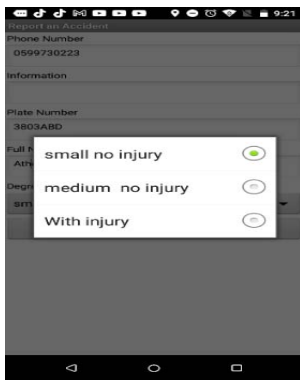 9:21
Report an Accident
Phone Number
0599730223
Information
Plate Number
3803ABD
Full N
Ath
Degre
sm
small no injury
medium no injury
With injury